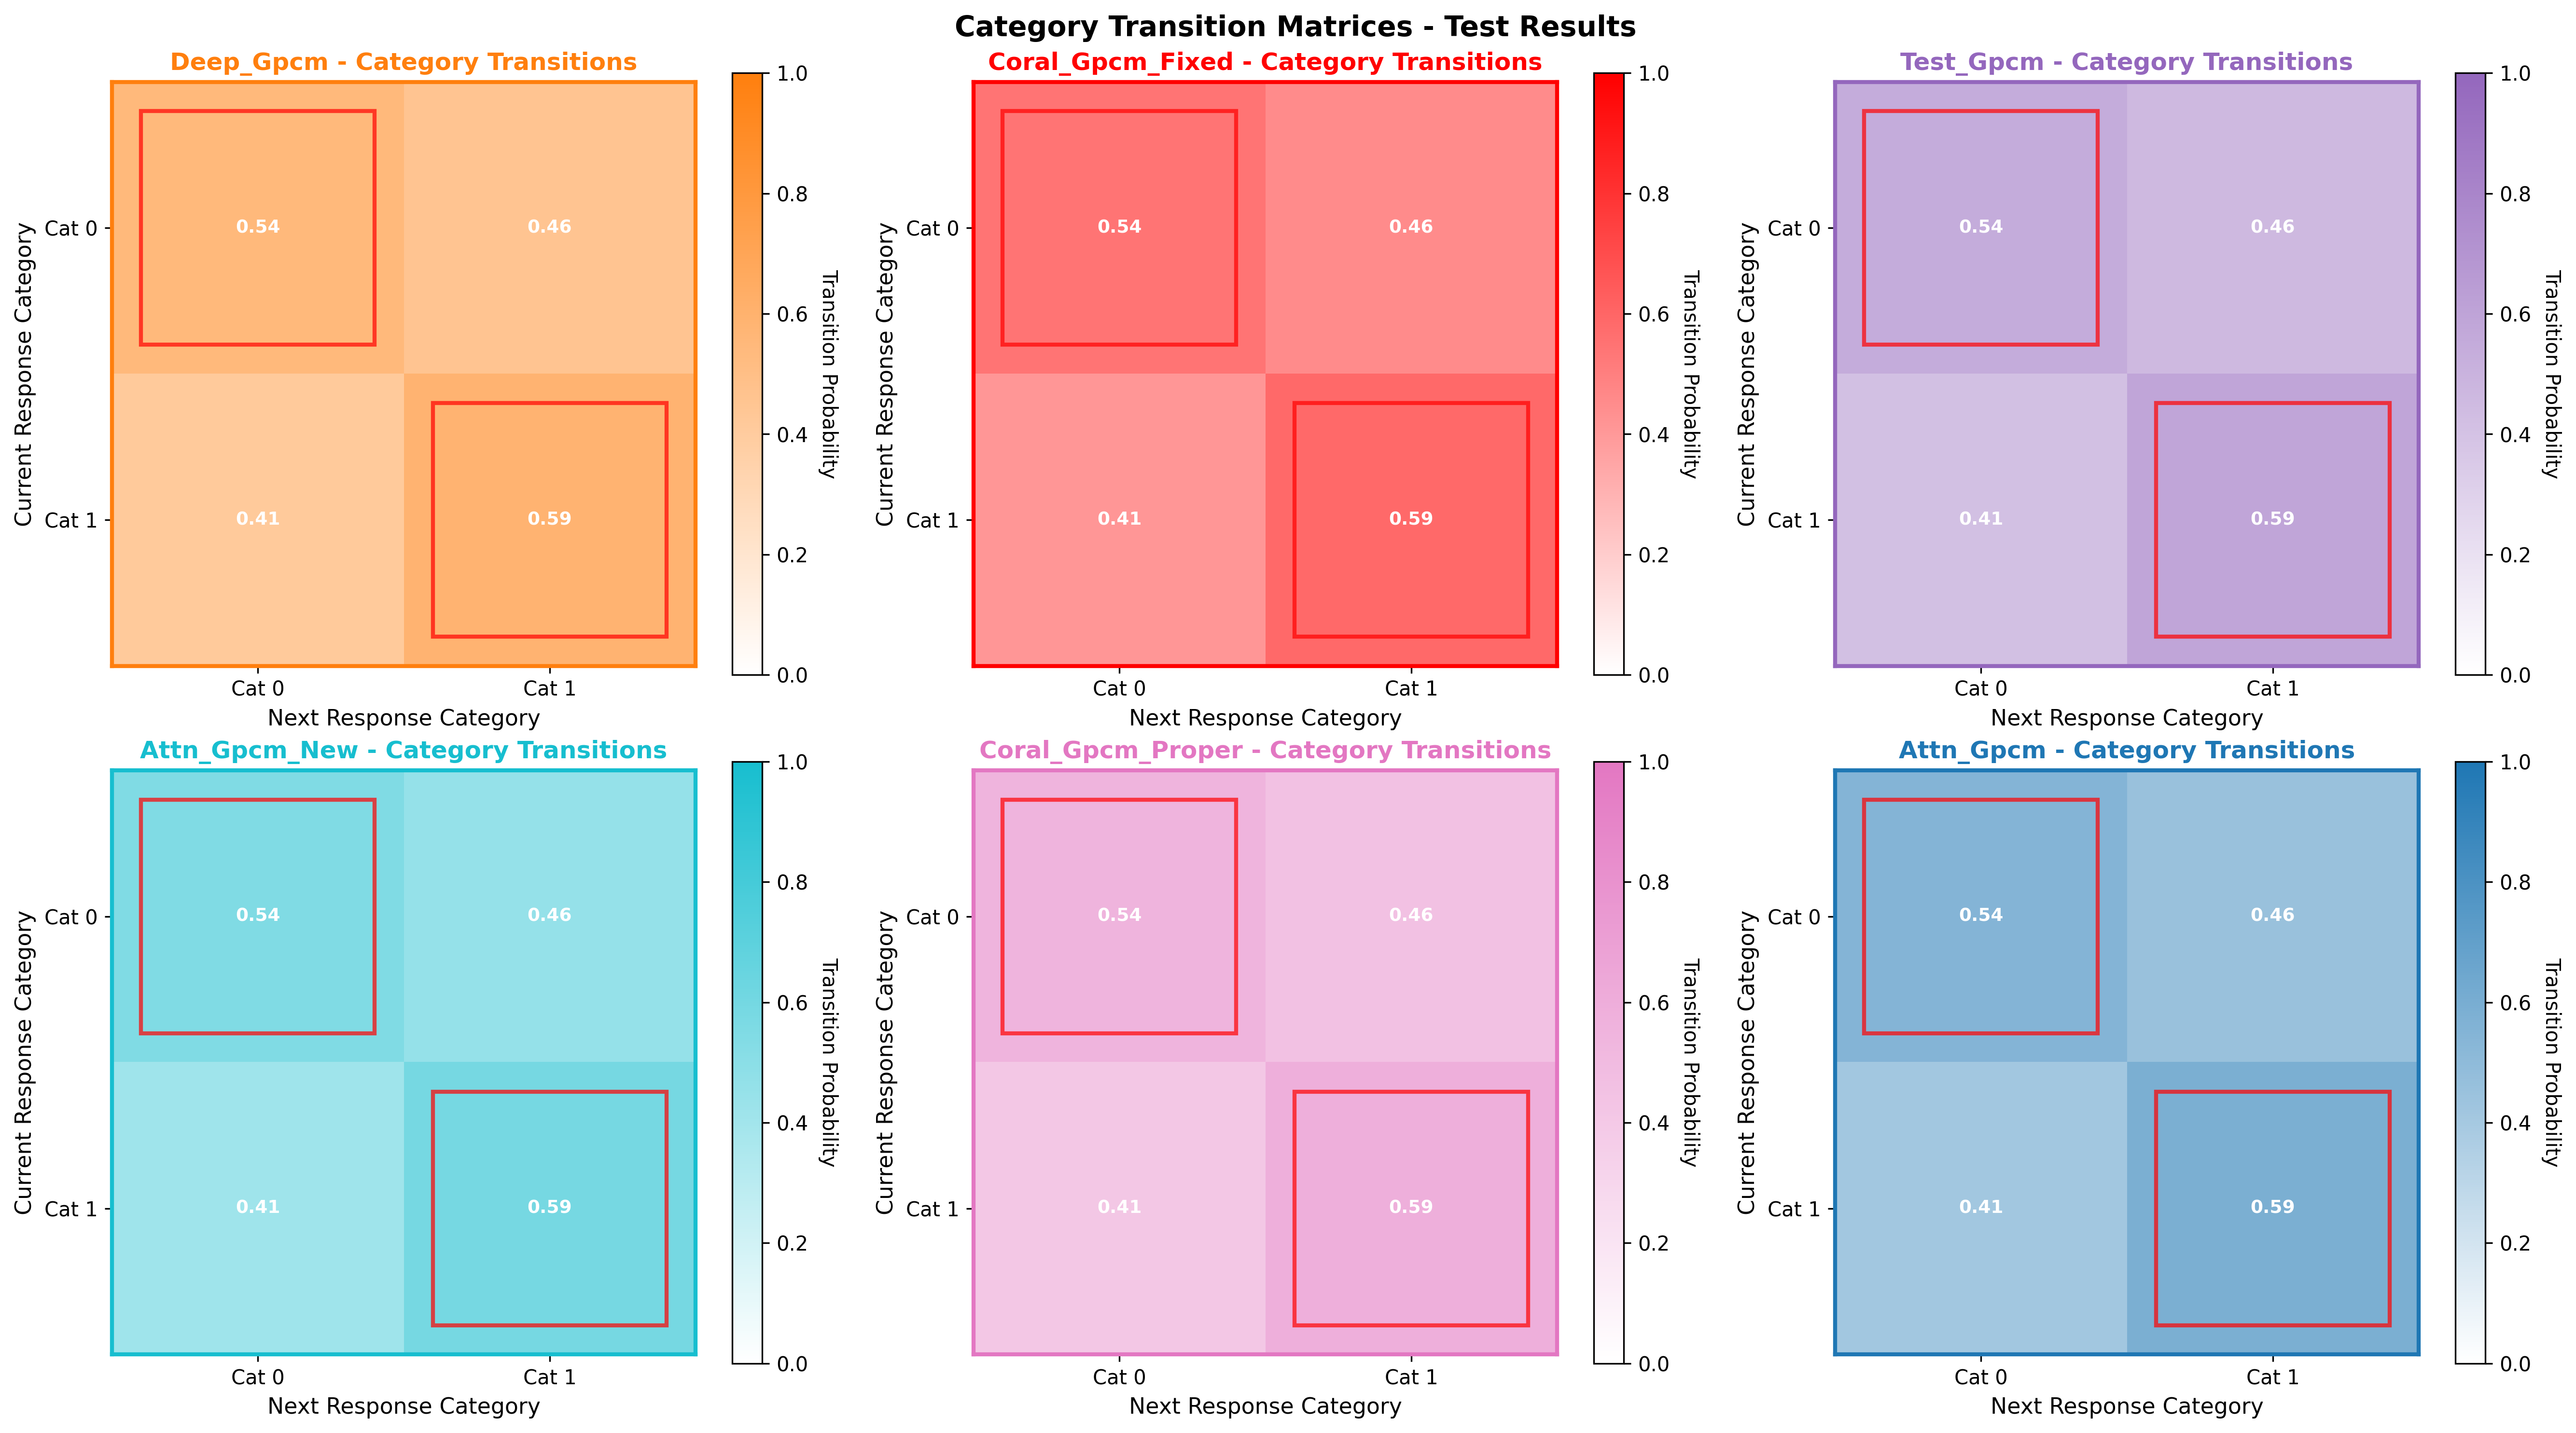 Category Transition Matrices - Test Results
Deep_Gpcm - Category Transitions
Current Response Category
Cat 0
Cat 1
0.54
0.46
0.41
0.59
Cat 0
Cat 1
Next Response Category
1.0
0.8
0.6
0.4
0.2
0.0
Transition Probability
Coral_Gpcm_Fixed - Category Transitions
Current Response Category
Cat 0
Cat 1
0.54
0.46
0.41
0.59
Cat 0
Cat 1
Next Response Category
1.0
0.8
0.6
0.4
0.2
0.0
Transition Probability
Test_Gpcm - Category Transitions
Current Response Category
Cat 0
Cat 1
0.54
0.46
0.41
0.59
Cat 0
Cat 1
Next Response Category
1.0
0.8
0.6
0.4
0.2
0.0
Transition Probability
Attn_Gpcm_New - Category Transitions
Current Response Category
Cat 0
Cat 1
0.54
0.46
0.41
0.59
Cat 0
Cat 1
Next Response Category
1.0
0.8
0.6
0.4
0.2
0.0
Transition Probability
Coral_Gpcm_Proper - Category Transitions
Current Response Category
Cat 0
Cat 1
0.54
0.46
0.41
0.59
Cat 0
Cat 1
Next Response Category
1.0
0.8
0.6
0.4
0.2
0.0
Transition Probability
Attn_Gpcm - Category Transitions
Current Response Category
Cat 0
Cat 1
0.54
0.46
0.41
0.59
Cat 0
Cat 1
Next Response Category
1.0
0.8
0.6
0.4
0.2
0.0
Transition Probability